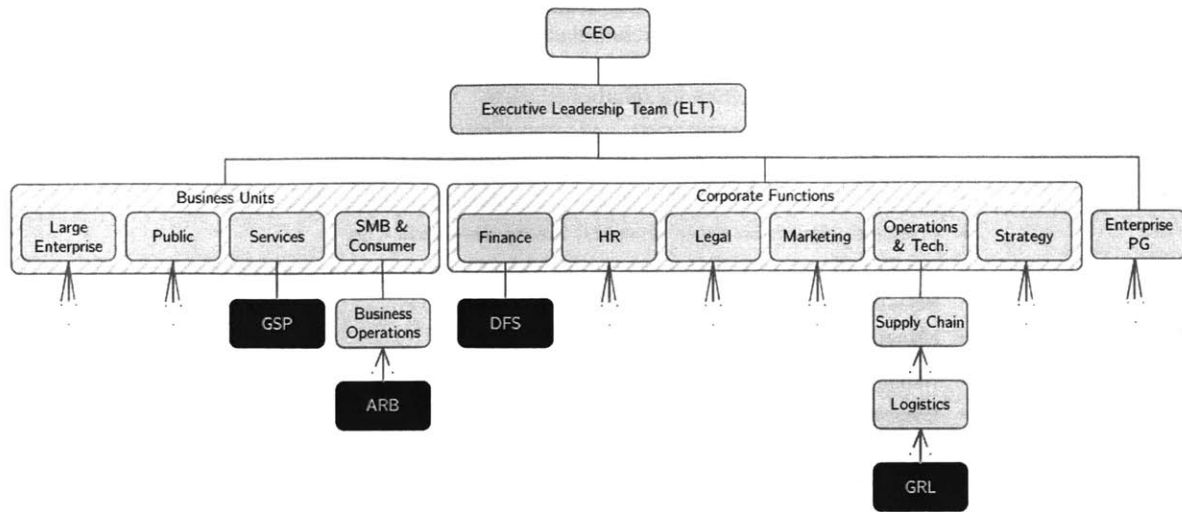 CEO
Executive Leadership Team (ELT)
Business Units
Corporate Functions
Large
Enterprise
Public
Services
SMB &
Consumer
Finance
HR
Legal
Marketing
Operations
& Tech.
Strategy
Enterprise
PG
GSP
Business
Operations
DFS
Supply Chain
ARB
Logistics
GRL